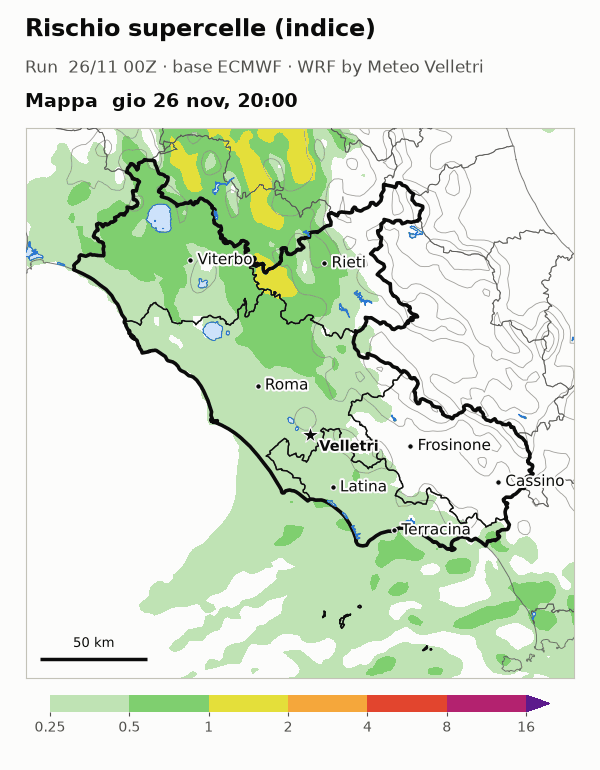 Rischio supercelle (indice)
Run  26/11 00Z · base ECMWF · WRF by Meteo Velletri
Mappa  gio 26 nov, 20:00
Viterbo
Rieti
Roma
Velletri
Frosinone
Latina
Cassino
Terracina
50 km
0.25 0.5 1 2 4 8 16